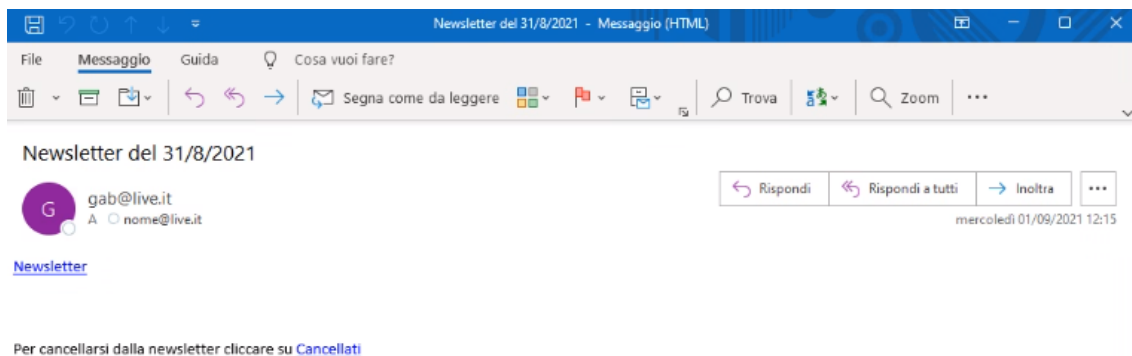 Newsletter del 31/8/2021 - Messaggio (HTML)
File Messaggio Guida Cosa vuoi fare?
Segna come da leggere Trova Zoom
Newsletter del 31/8/2021
G
gab@live.it
A nome@live.it
Rispondi Rispondi a tutti Inoltra
mercoledì 01/09/2021 12:15
Newsletter
Per cancellarsi dalla newsletter cliccare su Cancellati